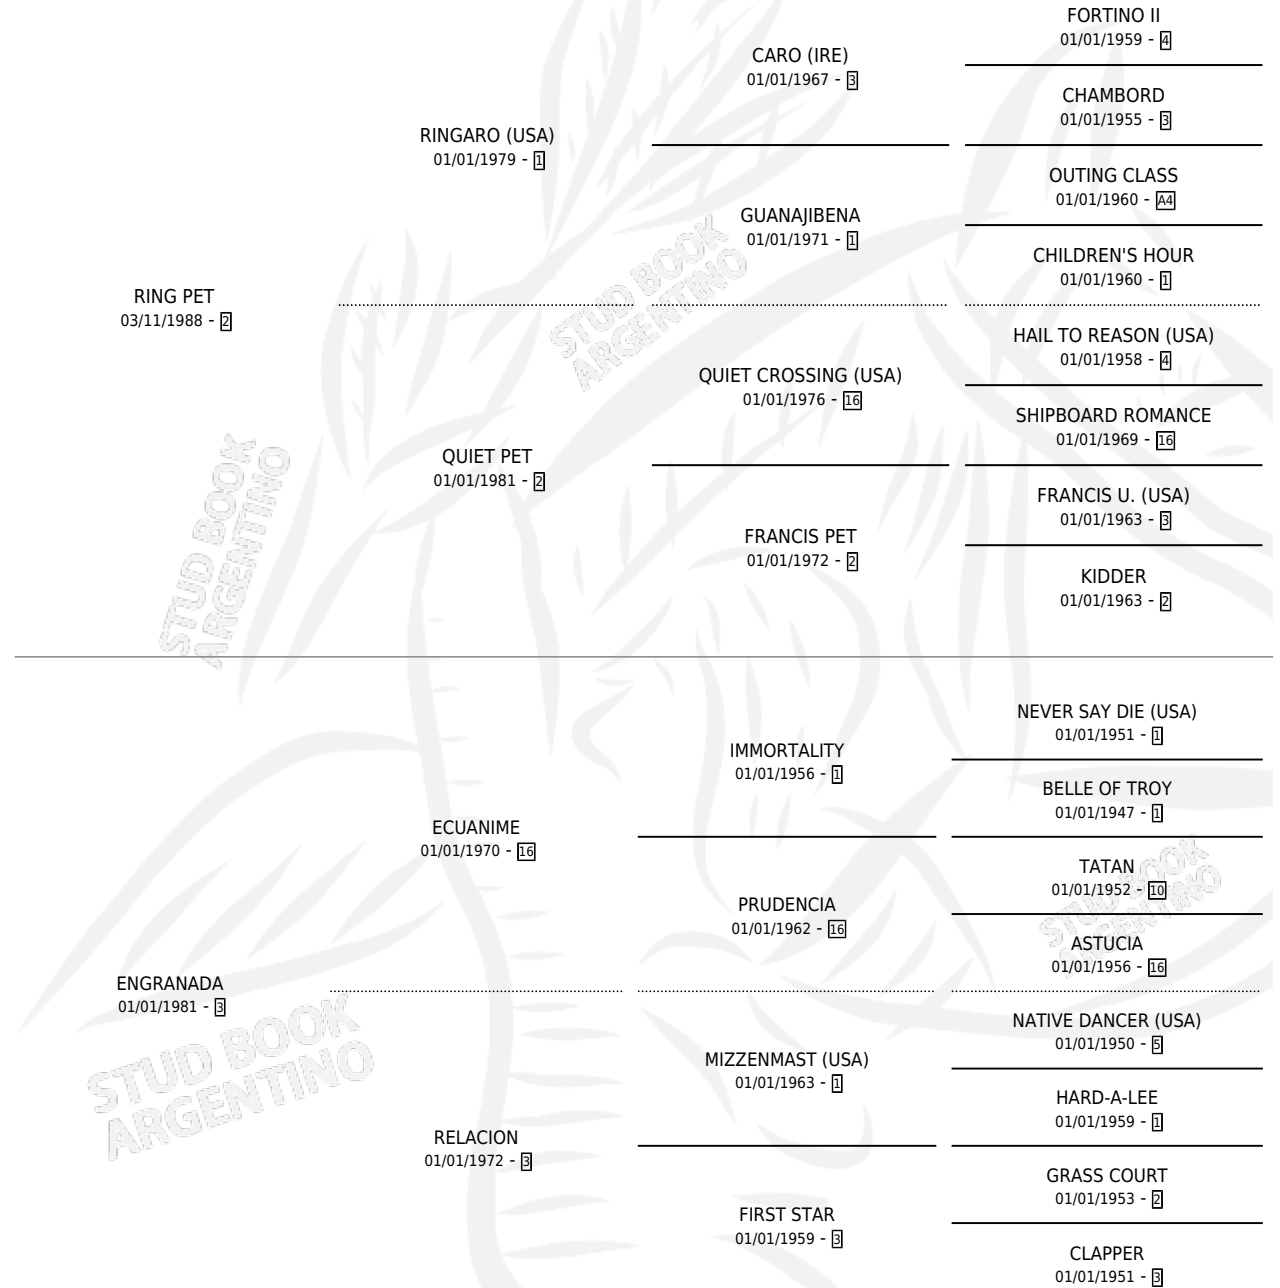 FORTINO II
01/01/1959 - 4
CARO (IRE)
01/01/1967 - 3
CHAMBORD
01/01/1955 - 3
RINGARO (USA)
01/01/1979 - 1
OUTING CLASS
01/01/1960 - A4
GUANAJIBENA
01/01/1971 - 1
CHILDREN'S HOUR
01/01/1960 - 1
RING PET
03/11/1988 - 2
HAIL TO REASON (USA)
01/01/1958 - 4
QUIET CROSSING (USA)
01/01/1976 - 16
SHIPBOARD ROMANCE
01/01/1969 - 16
QUIET PET
01/01/1981 - 2
FRANCIS U. (USA)
01/01/1963 - 3
FRANCIS PET
01/01/1972 - 2
KIDDER
01/01/1963 - 2
STUD BOOK
ARGENTINO
STUD BOOK
ARGENTINO
NEVER SAY DIE (USA)
01/01/1951 - 1
IMMORTALITY
01/01/1956 - 1
BELLE OF TROY
01/01/1947 - 1
ECUANIME
01/01/1970 - 16
TATAN
01/01/1952 - 10
PRUDENCIA
01/01/1962 - 16
ASTUCIA
01/01/1956 - 16
ENGRANADA
01/01/1981 - 3
NATIVE DANCER (USA)
01/01/1950 - 5
MIZZENMAST (USA)
01/01/1963 - 1
HARD-A-LEE
01/01/1959 - 1
RELACION
01/01/1972 - 3
GRASS COURT
01/01/1953 - 2
FIRST STAR
01/01/1959 - 3
CLAPPER
01/01/1951 - 3
STUD BOOK
ARGENTINO
STUD BOOK
ARGENTINO